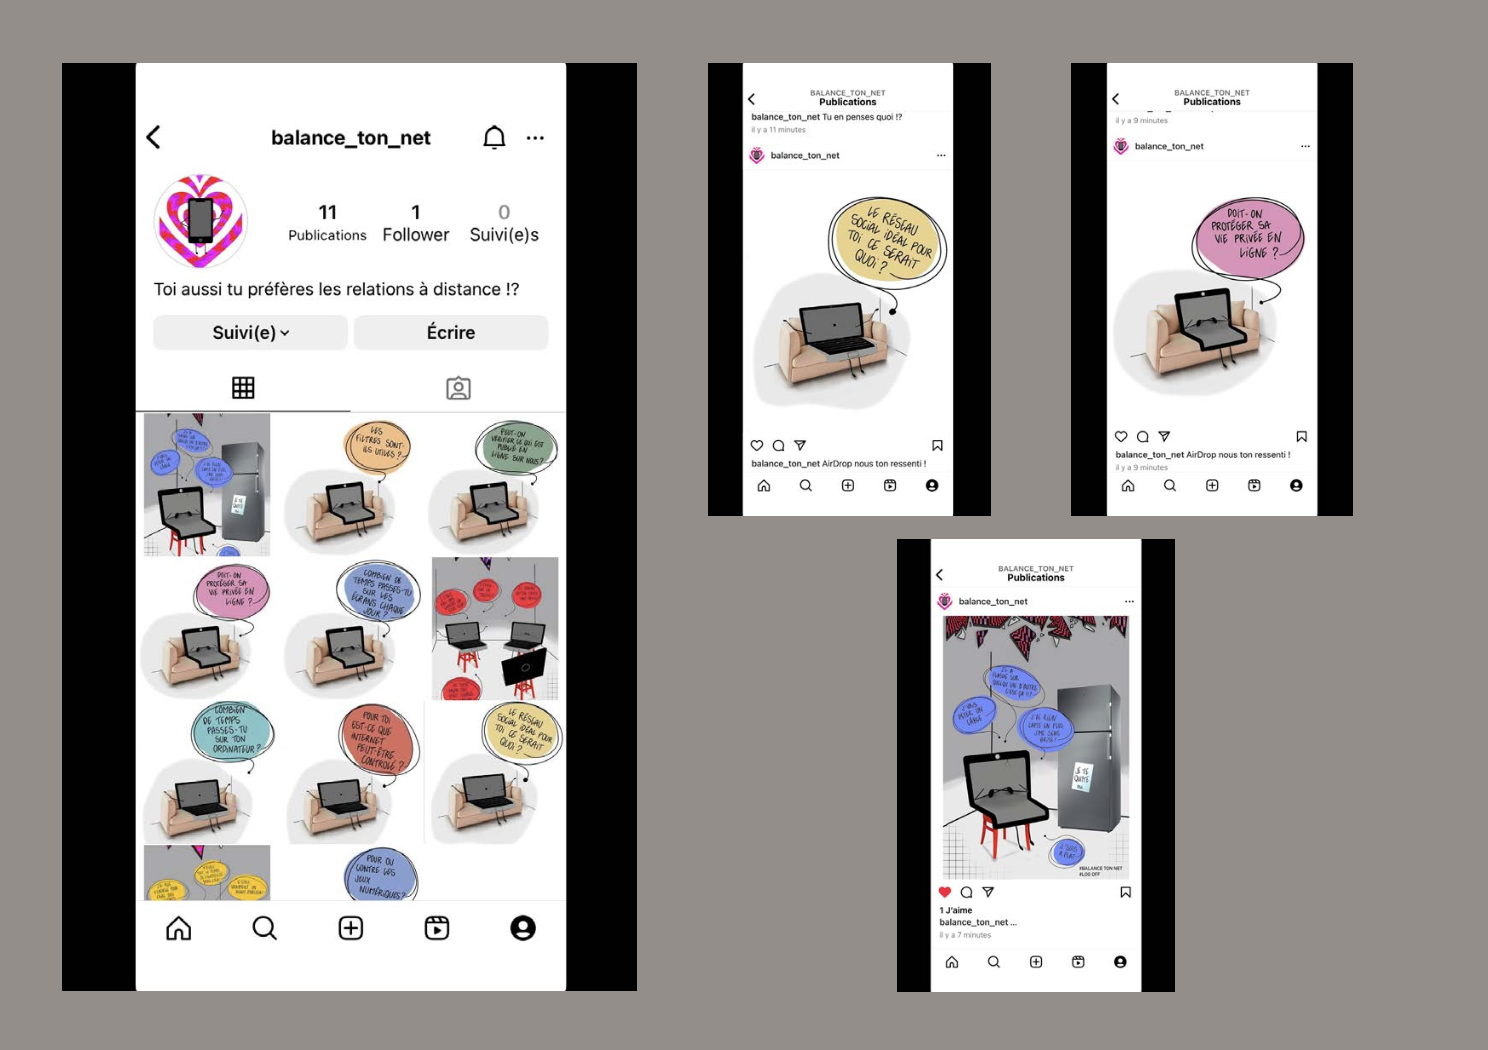 balance_ton_net
11
1
0
Publications
Follower
Suivi(e)s
Toi aussi tu préfères les relations à distance !?
Suivi(e)
Écrire
LES
FILTRES SONT-
ILS UTILES ?
PEUT-ON
VÉRIFIER CE QUI EST
PUBLIÉ EN
LIGNE SUR NOUS ?
DOIT-ON
PROTÉGER SA
VIE PRIVÉE EN
LIGNE ?
COMBIEN DE
TEMPS PASSES-TU
SUR LES
ÉCRANS CHAQUE
JOUR ?
COMBIEN
DE TEMPS
PASSES-TU
SUR TON
ORDINATEUR ?
POUR TOI
EST-CE QUE
INTERNET
PEUT-ÊTRE
CONTROLÉ ?
LE RÉSEAU
SOCIAL IDÉAL POUR
TOI CE SERAIT
QUOI ?
POUR OU
CONTRE LES
JEUX
NUMÉRIQUES ?
BALANCE_TON_NET
Publications
balance_ton_net Tu en penses quoi !?
il y a 11 minutes
balance_ton_net
LE RÉSEAU
SOCIAL IDÉAL POUR
TOI CE SERAIT
QUOI ?
balance_ton_net AirDrop nous ton ressenti !
BALANCE_TON_NET
Publications
il y a 9 minutes
balance_ton_net
DOIT-ON
PROTÉGER SA
VIE PRIVÉE EN
LIGNE ?
balance_ton_net AirDrop nous ton ressenti !
il y a 9 minutes
BALANCE_TON_NET
Publications
balance_ton_net
JE TE
QUITTE
#BALANCE TON NET
#LOG OFF
1 J'aime
balance_ton_net ...
il y a 7 minutes